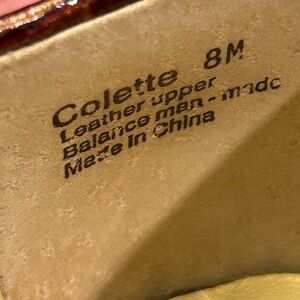 Colette 8M
Leather upper
Balance man-made
Made in China